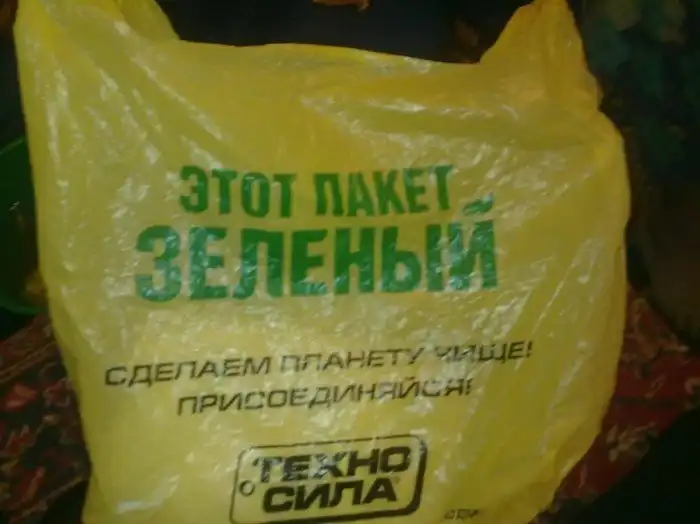 ЭТОТ ПАКЕТ
ЗЕЛЕНЫЙ
СДЕЛАЕМ ПЛАНЕТУ ЧИЩЕ!
ПРИСОЕДИНЯЙСЯ!
ТЕХНО
СИЛА